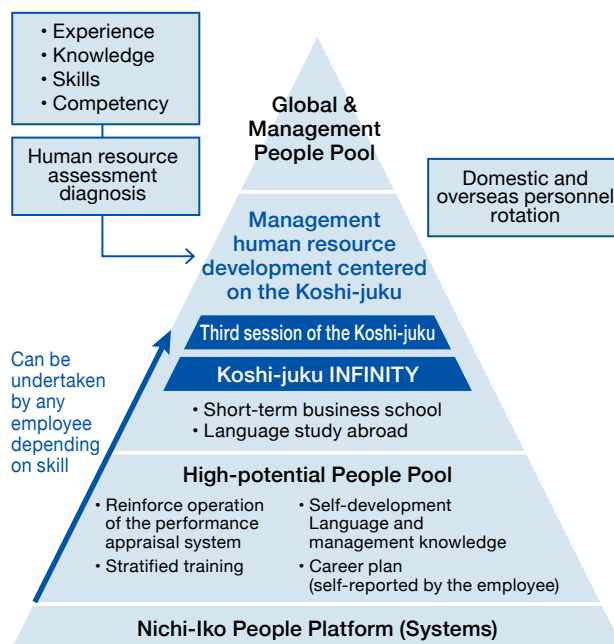 • Experience
• Knowledge
• Skills
• Competency
Human resource
assessment
diagnosis
Global &
Management
People Pool
Domestic and
overseas personnel
rotation
Management
human resource
development centered
on the Koshi-juku
Third session of the Koshi-juku
Koshi-juku INFINITY
• Short-term business school
• Language study abroad
Can be
undertaken
by any
employee
depending
on skill
High-potential People Pool
• Reinforce operation
of the performance
appraisal system
• Stratified training
• Self-development
Language and
management knowledge
• Career plan
(self-reported by the employee)
Nichi-Iko People Platform (Systems)